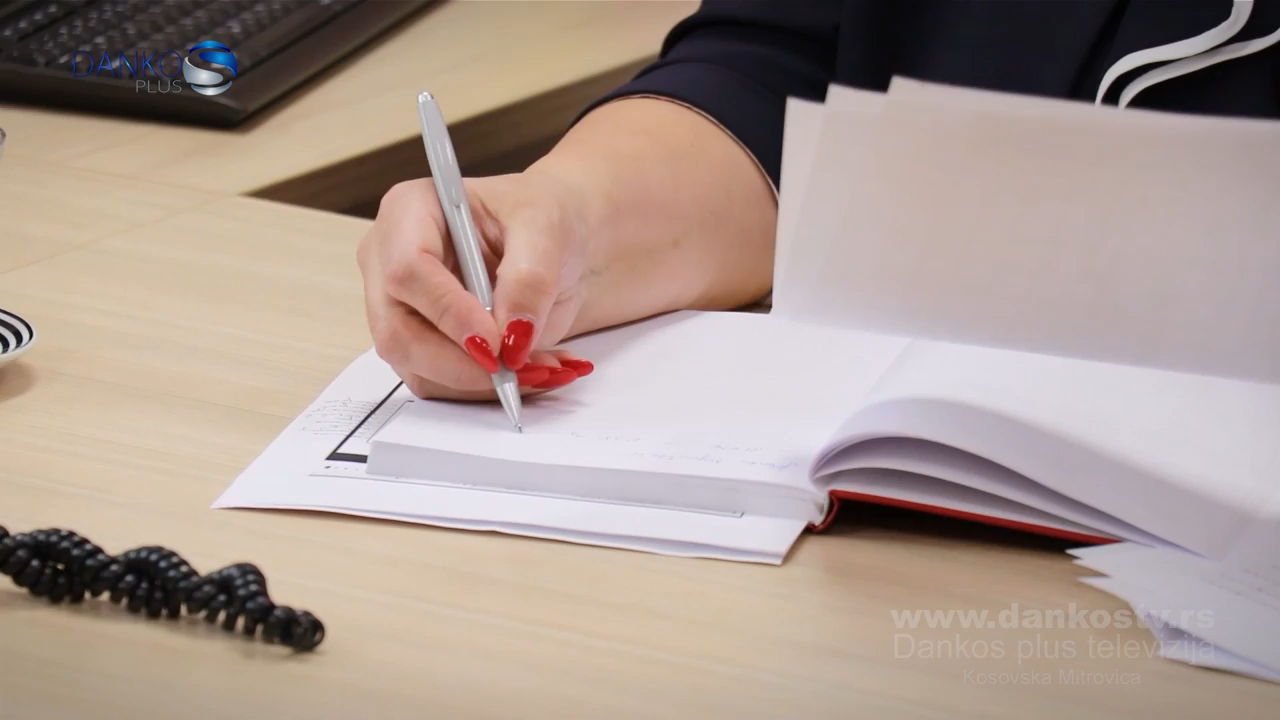 DANKOS
PLUS
www.dankostv.rs
Dankos plus televizija
Kosovska Mitrovica